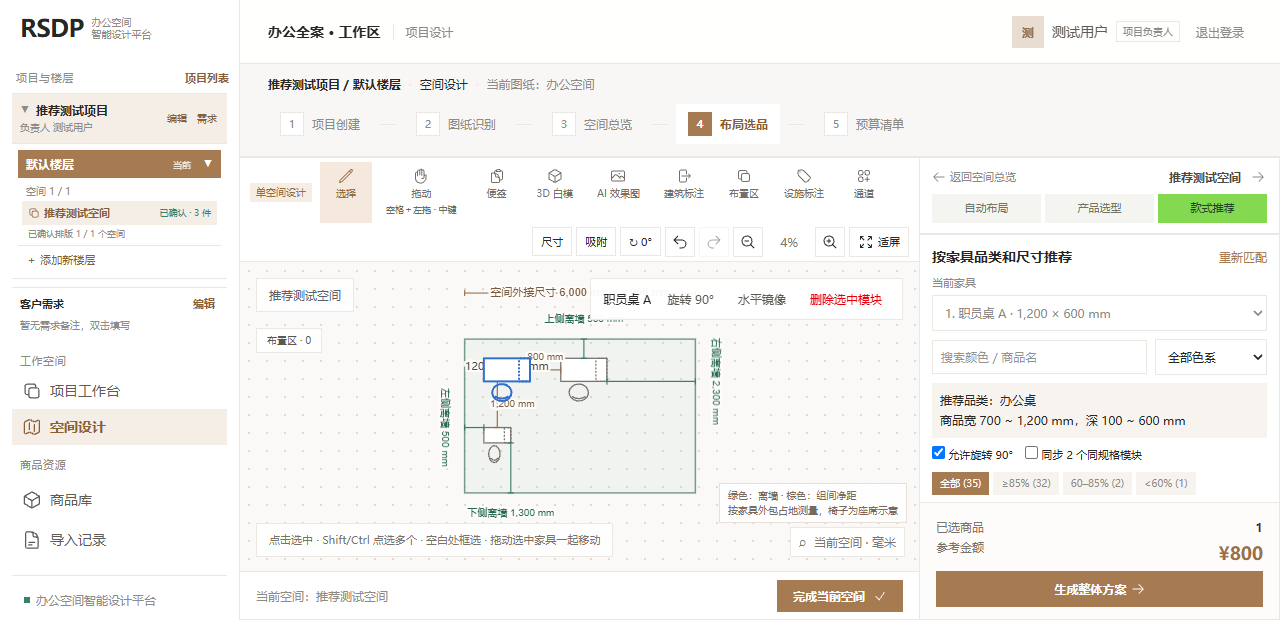 RSDP
办公空间
智能设计平台
项目与楼层
项目列表
▼ 推荐测试项目
负责人 测试用户
编辑 需求
默认楼层
当前 ▼
空间 1 / 1
推荐测试空间
已确认 · 3 件
已确认排版 1 / 1 个空间
+ 添加新楼层
客户需求
编辑
暂无需求备注，双击填写
工作空间
项目工作台
空间设计
商品资源
商品库
导入记录
办公空间智能设计平台
办公全案 • 工作区
项目设计
测
测试用户
项目负责人
退出登录
推荐测试项目 / 默认楼层 · 空间设计 · 当前图纸：办公空间
1 项目创建
2 图纸识别
3 空间总览
4 布局选品
5 预算清单
单空间设计
选择
拖动
空格 + 左拖 · 中键
便签
3D 白模
AI 效果图
建筑标注
布置区
设施标注
通道
尺寸
吸附
↻ 0°
4%
适屏
推荐测试空间
布置区 · 0
空间外接尺寸 6,000
职员桌 A
旋转 90°
水平镜像
删除选中模块
上侧离墙
800 mm
120
mm
1,200 mm
左侧离墙 500 mm
右侧离墙 2,300 mm
下侧离墙 1,300 mm
绿色：离墙 · 棕色：组间净距
按家具外包占地测量，椅子为座席示意
点击选中 · Shift/Ctrl 点选多个 · 空白处框选 · 拖动选中家具一起移动
当前空间 · 毫米
当前空间：推荐测试空间
完成当前空间
返回空间总览
推荐测试空间
自动布局
产品选型
款式推荐
按家具品类和尺寸推荐
重新匹配
当前家具
1. 职员桌 A · 1,200 × 600 mm
搜索颜色 / 商品名
全部色系
推荐品类：办公桌
商品宽 700 ~ 1,200 mm，深 100 ~ 600 mm
允许旋转 90°
同步 2 个同规格模块
全部 (35)
≥85% (32)
60–85% (2)
<60% (1)
已选商品
1
参考金额
¥800
生成整体方案